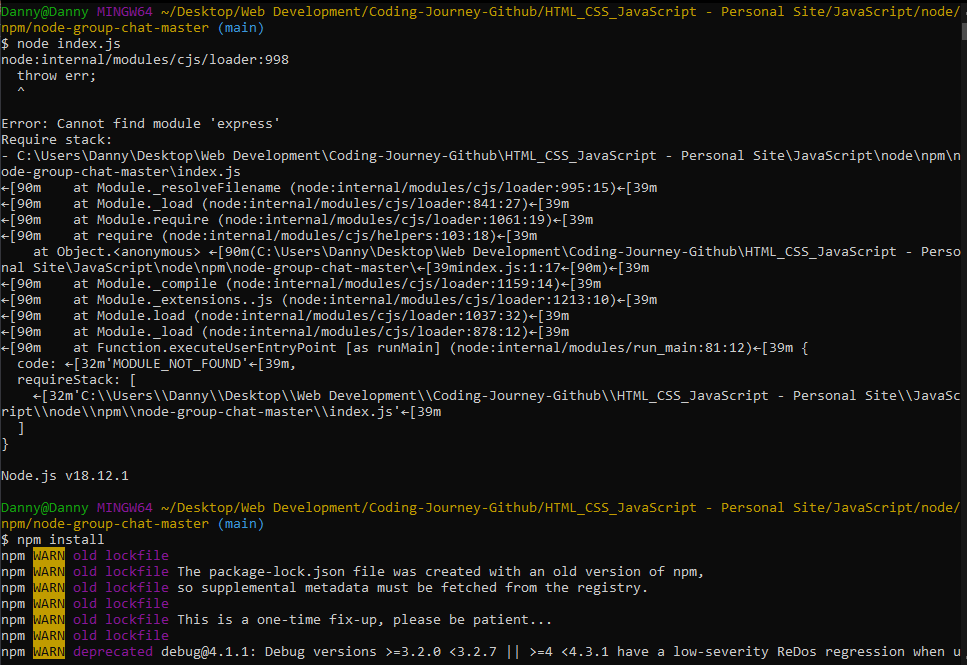 Danny@Danny MINGW64 ~/Desktop/Web Development/Coding-Journey-Github/HTML_CSS_JavaScript - Personal Site/JavaScript/node/
npm/node-group-chat-master (main)
$ node index.js
node:internal/modules/cjs/loader:998
  throw err;
  ^

Error: Cannot find module 'express'
Require stack:
- C:\Users\Danny\Desktop\Web Development\Coding-Journey-Github\HTML_CSS_JavaScript - Personal Site\JavaScript\node\npm\n
ode-group-chat-master\index.js
←[90m    at Module._resolveFilename (node:internal/modules/cjs/loader:995:15)←[39m
←[90m    at Module._load (node:internal/modules/cjs/loader:841:27)←[39m
←[90m    at Module.require (node:internal/modules/cjs/loader:1061:19)←[39m
←[90m    at require (node:internal/modules/cjs/helpers:103:18)←[39m
    at Object.<anonymous> ←[90m(C:\Users\Danny\Desktop\Web Development\Coding-Journey-Github\HTML_CSS_JavaScript - Perso
nal Site\JavaScript\node\npm\node-group-chat-master\←[39mindex.js:1:17←[90m)←[39m
←[90m    at Module._compile (node:internal/modules/cjs/loader:1159:14)←[39m
←[90m    at Module._extensions..js (node:internal/modules/cjs/loader:1213:10)←[39m
←[90m    at Module.load (node:internal/modules/cjs/loader:1037:32)←[39m
←[90m    at Module._load (node:internal/modules/cjs/loader:878:12)←[39m
←[90m    at Function.executeUserEntryPoint [as runMain] (node:internal/modules/run_main:81:12)←[39m {
  code: ←[32m'MODULE_NOT_FOUND'←[39m,
  requireStack: [
    ←[32m'C:\\Users\\Danny\\Desktop\\Web Development\\Coding-Journey-Github\\HTML_CSS_JavaScript - Personal Site\\JavaSc
ript\\node\\npm\\node-group-chat-master\\index.js'←[39m
  ]
}

Node.js v18.12.1

Danny@Danny MINGW64 ~/Desktop/Web Development/Coding-Journey-Github/HTML_CSS_JavaScript - Personal Site/JavaScript/node/
npm/node-group-chat-master (main)
$ npm install
npm WARN old lockfile
npm WARN old lockfile The package-lock.json file was created with an old version of npm,
npm WARN old lockfile so supplemental metadata must be fetched from the registry.
npm WARN old lockfile
npm WARN old lockfile This is a one-time fix-up, please be patient...
npm WARN old lockfile
npm WARN deprecated debug@4.1.1: Debug versions >=3.2.0 <3.2.7 || >=4 <4.3.1 have a low-severity ReDos regression when u